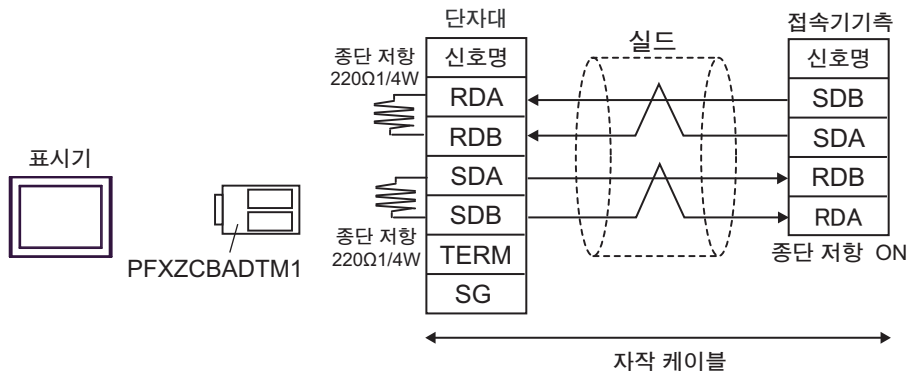 단자대
접속기기측
종단 저항
220Ω1/4W
신호명
실드
신호명
RDA
SDB
RDB
SDA
표시기
SDA
RDB
SDB
RDA
종단 저항
220Ω1/4W
TERM
종단 저항 ON
PFXZCBADTM1
SG
자작 케이블